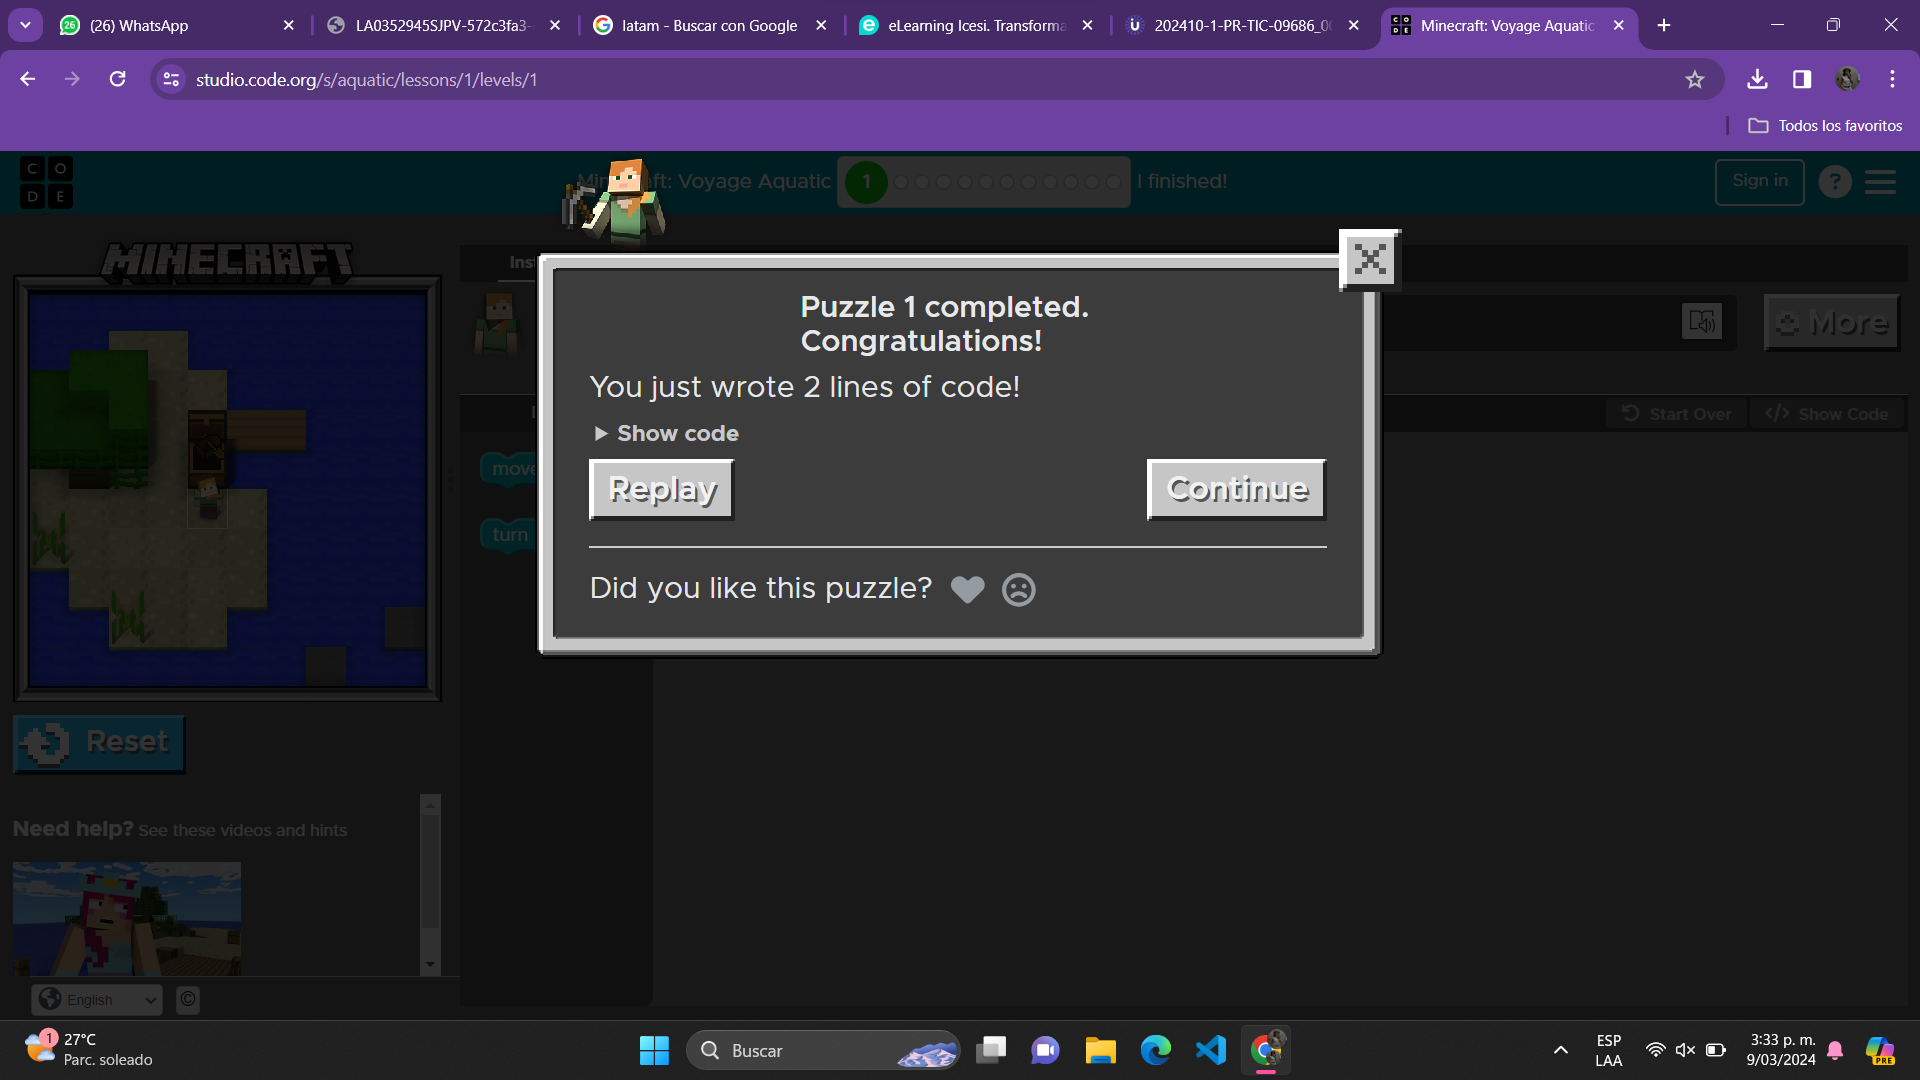 (26) WhatsApp
LA0352945SJPV-572c3fa3-
latam - Buscar con Google
eLearning Icesi. Transforma
202410-1-PR-TIC-09686_0
Minecraft: Voyage Aquatic
studio.code.org/s/aquatic/lessons/1/levels/1
Todos los favoritos
C O
D E
Minecraft: Voyage Aquatic
1
I finished!
Sign in
?
MINECRAFT
Ins
Puzzle 1 completed.
Congratulations!
More
You just wrote 2 lines of code!
Start Over
Show Code
Show code
move
Replay
Continue
turn
Did you like this puzzle?
Reset
Need help? See these videos and hints
English
©
1
27°C
Parc. soleado
Buscar
ESP
LAA
3:33 p. m.
9/03/2024
PRE